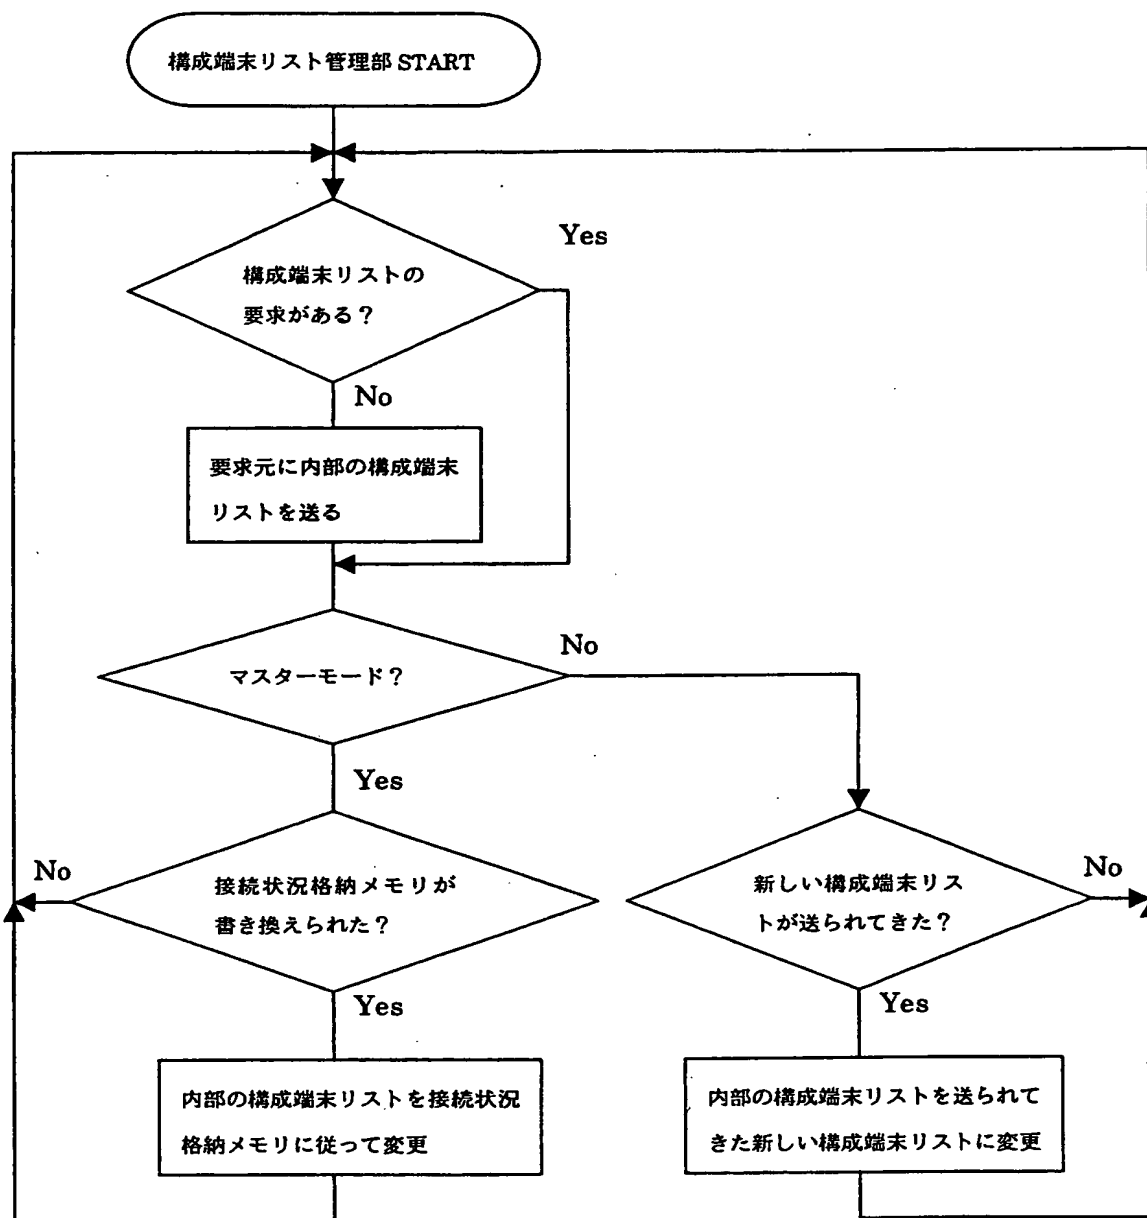 構成端末リスト管理部 START
Yes
構成端末リストの
要求がある?
No
要求元に内部の構成端末
リストを送る
マスターモード?
No
Yes
No
接続状況格納メモリが
書き換えられた?
新しい構成端末リス
トが送られてきた?
No
Yes
Yes
内部の構成端末リストを接続状況
格納メモリに従って変更
内部の構成端末リストを送られて
きた新しい構成端末リストに変更